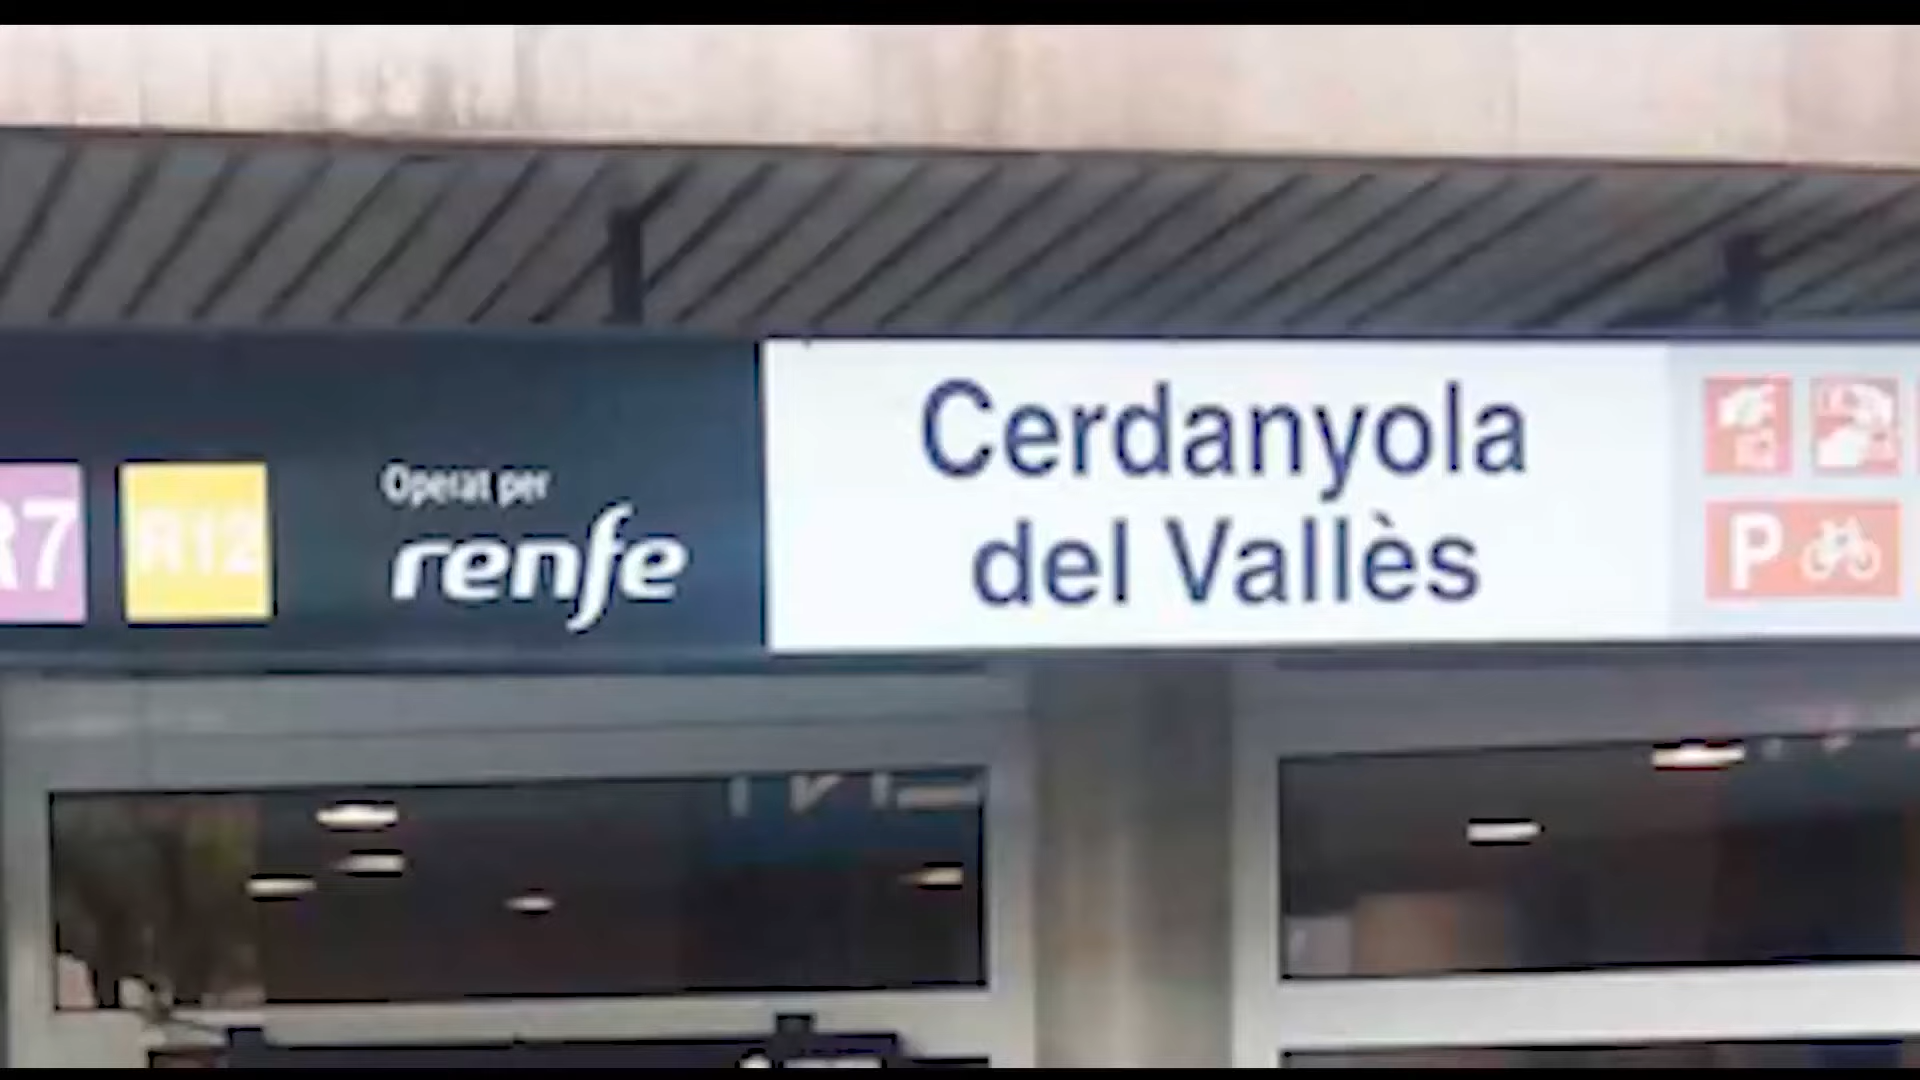 R7
R12
Operat per
renfe
Cerdanyola
del Vallès
P